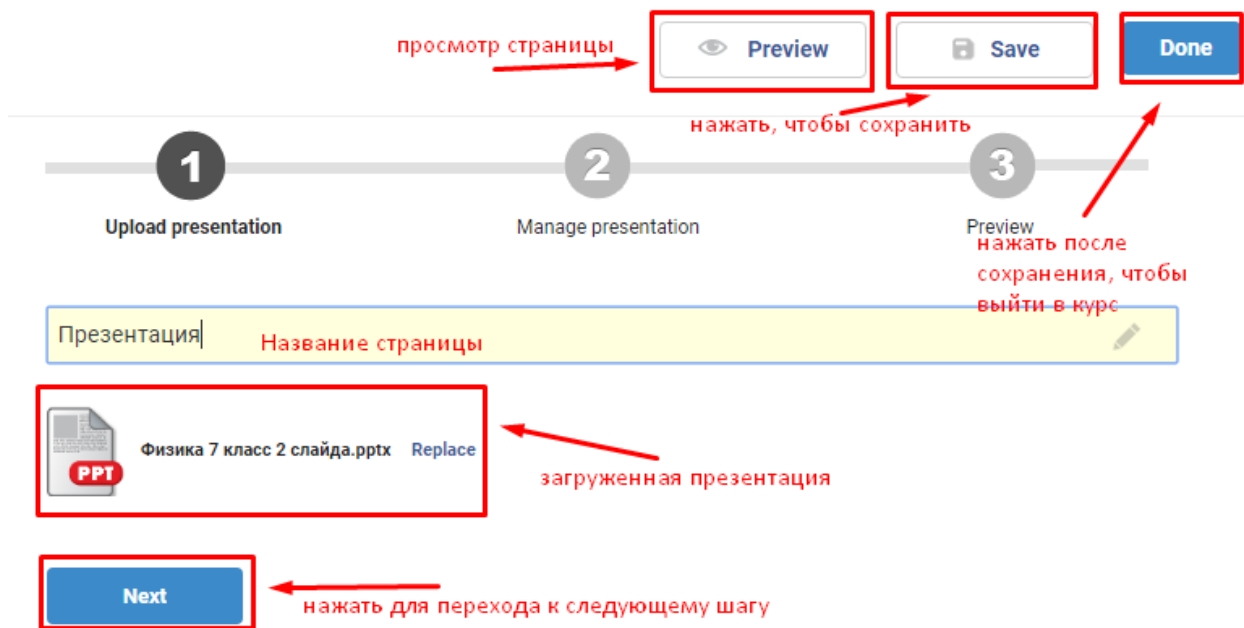 просмотр страницы
Preview
Save
Done
нажать, чтобы сохранить
1
2
3
Upload presentation
Manage presentation
Preview
нажать после
сохранения, чтобы
выйти в курс
Презентация
Название страницы
Физика 7 класс 2 слайда.pptx
Replace
PPT
загруженная презентация
Next
нажать для перехода к следующему шагу